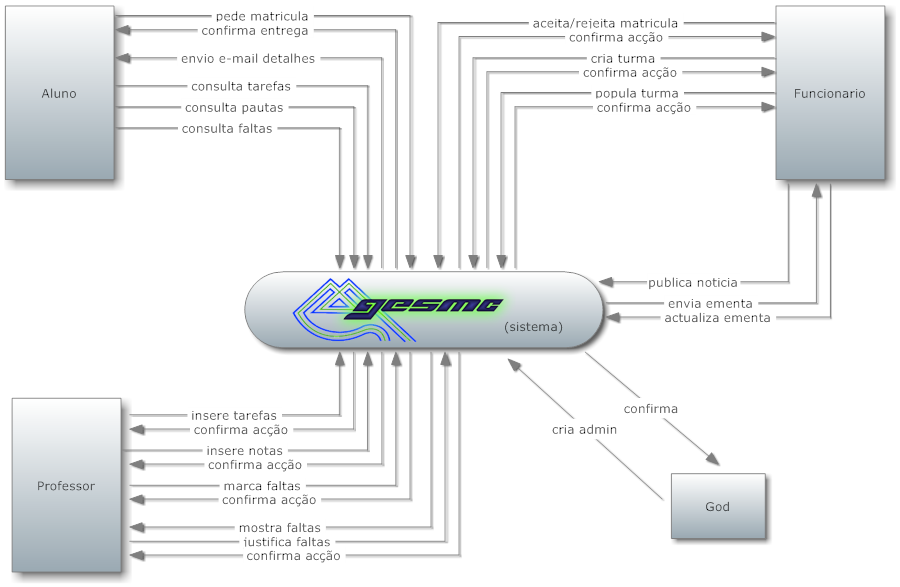 pede matricula
confirma entrega
envio e-mail detalhes
consulta tarefas
consulta pautas
consulta faltas
Aluno
aceita/rejeita matricula
confirma acção
cria turma
confirma acção
popula turma
confirma acção
Funcionario
publica noticia
envia ementa
actualiza ementa
gesmc
(sistema)
confirma
cria admin
God
insere tarefas
confirma acção
insere notas
confirma acção
marca faltas
confirma acção
mostra faltas
justifica faltas
confirma acção
Professor